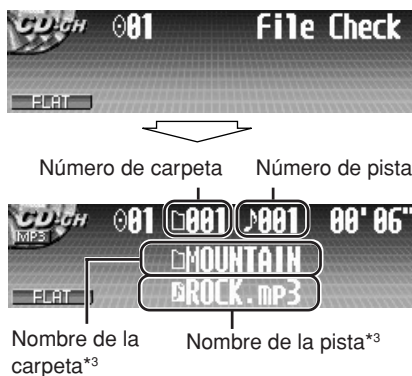 CD-CH 01 File Check
FLAT
Número de carpeta Número de pista
CD-CH MP3 01 001 001 00'06"
MOUNTAIN
FLAT
ROCK.mp3
Nombre de la carpeta*3
Nombre de la pista*3